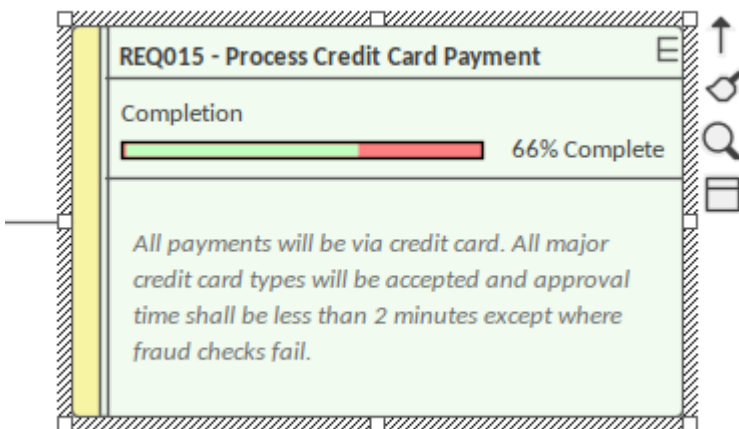 REQ015 - Process Credit Card Payment
Completion
66% Complete
All payments will be via credit card. All major
credit card types will be accepted and approval
time shall be less than 2 minutes except where
fraud checks fail.